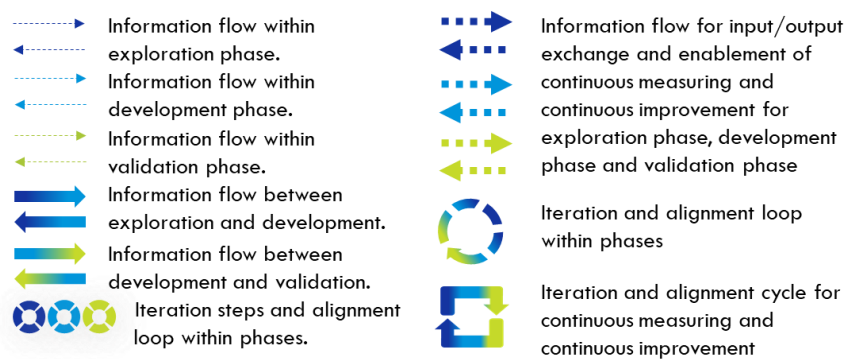 Information flow within
exploration phase.
Information flow within
development phase.
Information flow within
validation phase.
Information flow between
exploration and development.
Information flow between
development and validation.
Iteration steps and alignment
loop within phases.
Information flow for input/output
exchange and enablement of
continuous measuring and
continuous improvement for
exploration phase, development
phase and validation phase
Iteration and alignment loop
within phases
Iteration and alignment cycle for
continuous measuring and
continuous improvement